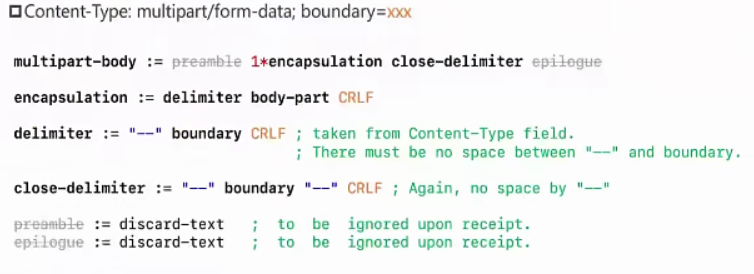 Content-Type: multipart/form-data; boundary=xxx
multipart-body := preamble 1*encapsulation close-delimiter epilogue
encapsulation := delimiter body-part CRLF
delimiter := "--" boundary CRLF ; taken from Content-Type field.
; There must be no space between "--" and boundary.
close-delimiter := "--" boundary "--" CRLF ; Again, no space by "--"
preamble := discard-text ; to be ignored upon receipt.
epilogue := discard-text ; to be ignored upon receipt.